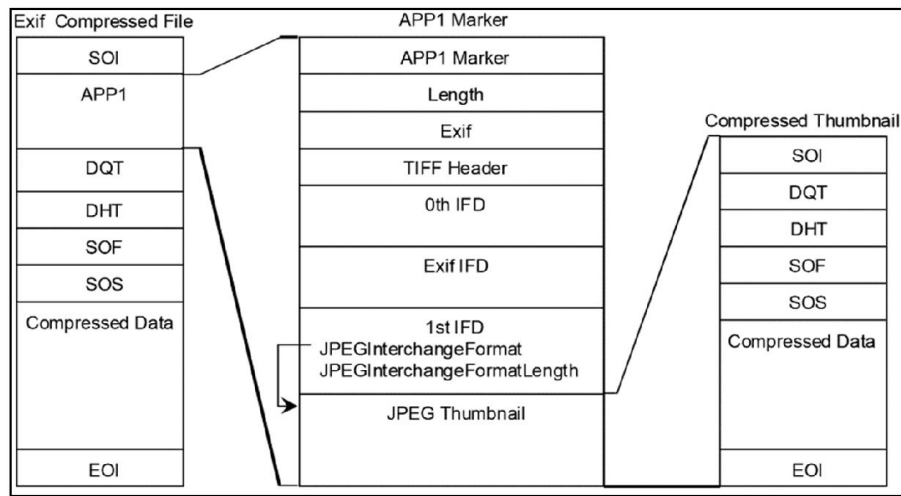 Exif Compressed File
SOI
APP1
DQT
DHT
SOF
SOS
Compressed Data
EOI
APP1 Marker
APP1 Marker
Length
Exif
TIFF Header
0th IFD
Exif IFD
1st IFD
JPEGInterchangeFormat
JPEGInterchangeFormatLength
JPEG Thumbnail
Compressed Thumbnail
SOI
DQT
DHT
SOF
SOS
Compressed Data
EOI